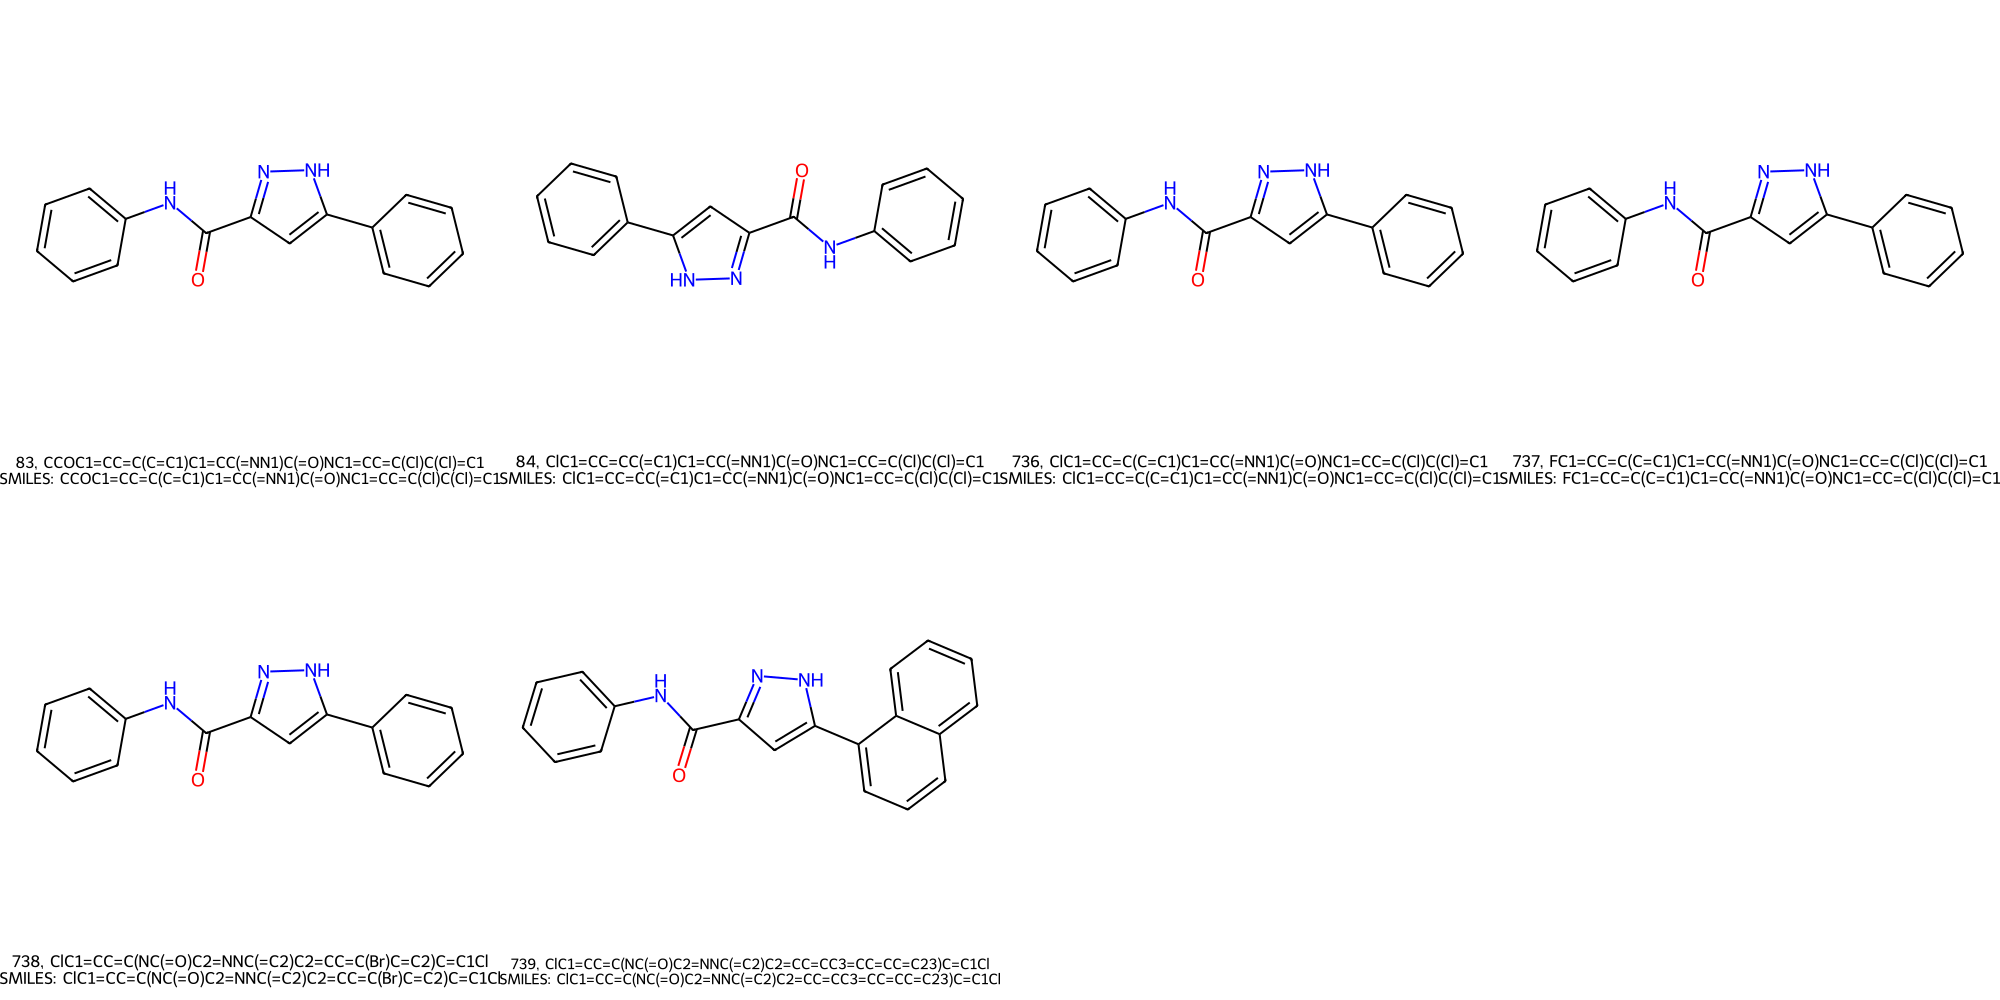 N NH
H
N
O
O
N
H
HN N
N NH
H
N
O
N NH
H
N
O
83, CCOC1=CC=C(C=C1)C1=CC(=NN1)C(=O)NC1=CC=C(Cl)C(Cl)=C1
SMILES: CCOC1=CC=C(C=C1)C1=CC(=NN1)C(=O)NC1=CC=C(Cl)C(Cl)=C1
84, ClC1=CC=CC(=C1)C1=CC(=NN1)C(=O)NC1=CC=C(Cl)C(Cl)=C1
SMILES: ClC1=CC=CC(=C1)C1=CC(=NN1)C(=O)NC1=CC=C(Cl)C(Cl)=C1
736, ClC1=CC=C(C=C1)C1=CC(=NN1)C(=O)NC1=CC=C(Cl)C(Cl)=C1
SMILES: ClC1=CC=C(C=C1)C1=CC(=NN1)C(=O)NC1=CC=C(Cl)C(Cl)=C1
737, FC1=CC=C(C=C1)C1=CC(=NN1)C(=O)NC1=CC=C(Cl)C(Cl)=C1
SMILES: FC1=CC=C(C=C1)C1=CC(=NN1)C(=O)NC1=CC=C(Cl)C(Cl)=C1
N NH
H
N
O
N NH
H
N
O
738, ClC1=CC=C(NC(=O)C2=NNC(=C2)C2=CC=C(Br)C=C2)C=C1Cl
SMILES: ClC1=CC=C(NC(=O)C2=NNC(=C2)C2=CC=C(Br)C=C2)C=C1Cl
739, ClC1=CC=C(NC(=O)C2=NNC(=C2)C2=CC=CC3=CC=CC=C23)C=C1Cl
SMILES: ClC1=CC=C(NC(=O)C2=NNC(=C2)C2=CC=CC3=CC=CC=C23)C=C1Cl